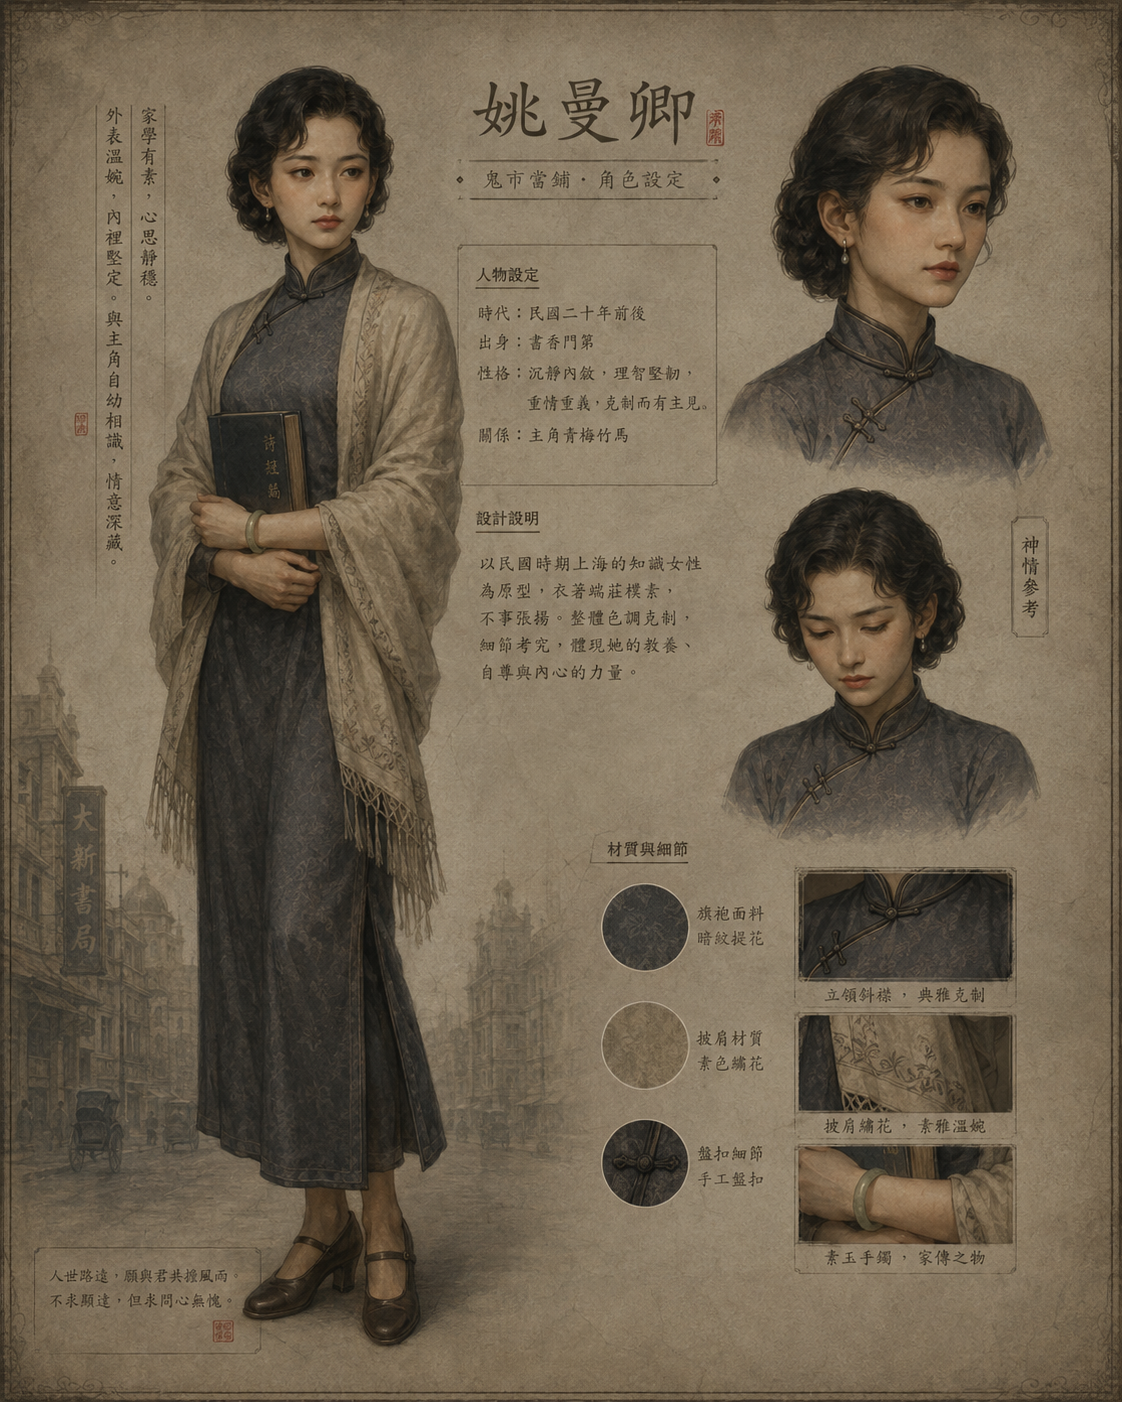 姚曼卿
鬼市當鋪·角色設定
家學有素，心思靜穩。
外表溫婉，內裡堅定。與主角自幼相識，情意深藏。
人物設定
時代：民國二十年前後
出身：書香門第
性格：沉靜內斂，理智堅韌，
重情重義，克制而有主見。
關係：主角青梅竹馬
設計說明
以民國時期上海的知識女性
為原型，衣著端莊樸素，
不事張揚。整體色調克制，
細節考究，體現她的教養、
自尊與內心的力量。
神情參考
大新書局
材質與細節
旗袍面料
暗紋提花
披肩材質
素色繡花
盤扣細節
手工盤扣
立領斜襟，典雅克制
披肩繡花，素雅溫婉
素玉手鐲，家傳之物
人世路遠，願與君共擔風雨。
不求顯達，但求問心無愧。